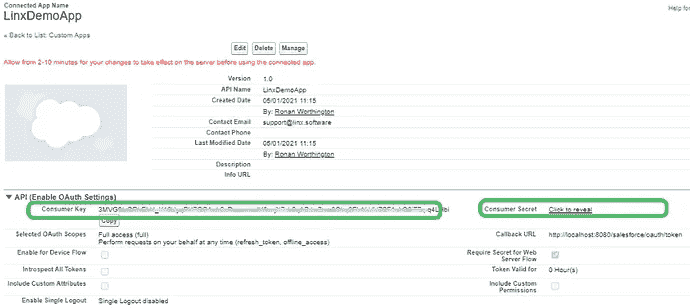 Connected App Name
LinxDemoApp
Help for
« Back to List: Custom Apps
Edit Delete Manage
Allow from 2-10 minutes for your changes to take effect on the server before using the connected app.
Version 1.0
API Name LinxDemoApp
Created Date 05/01/2021 11:15
By: Ronan Worthington
Contact Email support@linx.software
Contact Phone
Last Modified Date 05/01/2021 11:15
By: Ronan Worthington
Description
Info URL
API (Enable OAuth Settings)
Consumer Key
Consumer Secret Click to reveal
Copy
Selected OAuth Scopes Full access (full)
Callback URL http://localhost:8080/salesforce/oauth/token
Perform requests on your behalf at any time (refresh_token, offline_access)
Enable for Device Flow
Require Secret for Web Server Flow
Introspect All Tokens
Token Valid for 0 Hour(s)
Include Custom Attributes
Include Custom Permissions
Enable Single Logout Single Logout disabled